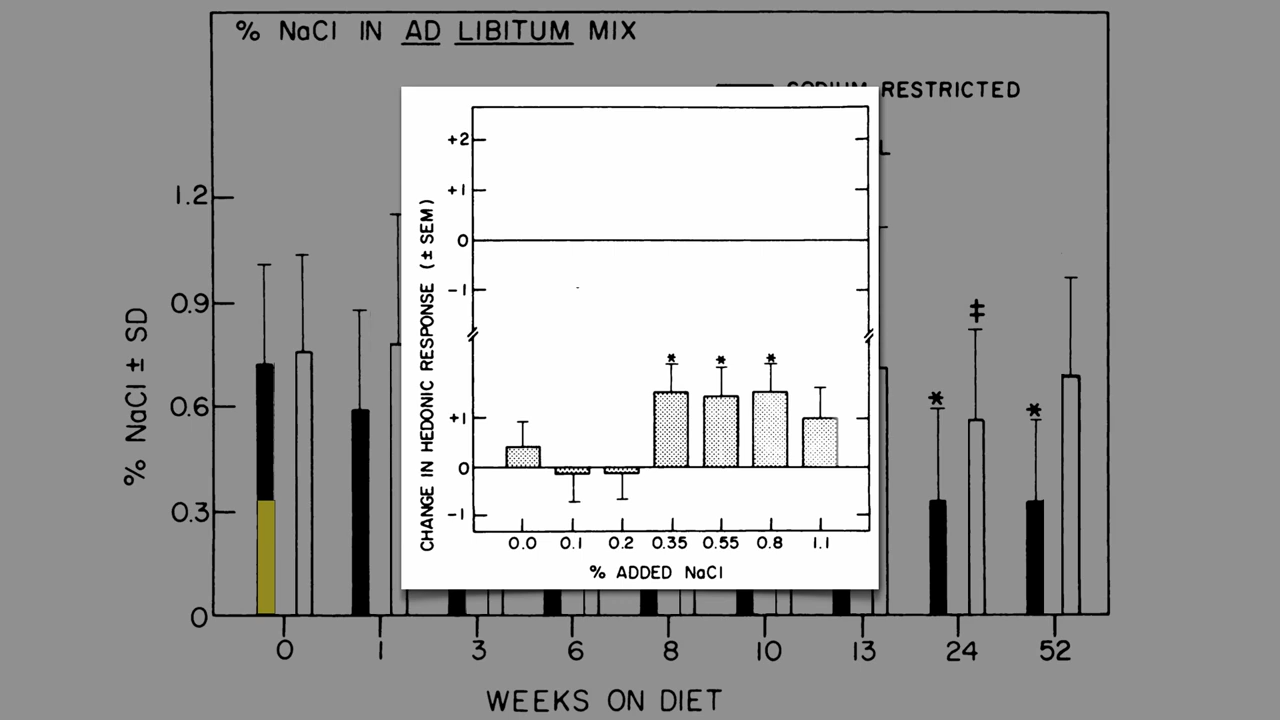 % NaCl IN AD LIBITUM MIX
SODIUM RESTRICTED
% NaCl ± SD
1.2
0.9
0.6
0.3
0
*
‡
*
0 1 3 6 8 10 13 24 52
WEEKS ON DIET
CHANGE IN HEDONIC RESPONSE (± SEM)
+2
+1
0
-1
* * *
+1
0
-1
0.0 0.1 0.2 0.35 0.55 0.8 1.1
% ADDED NaCl